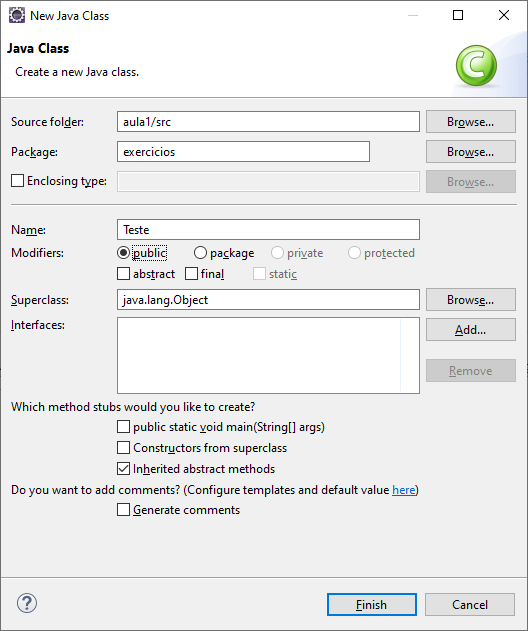 New Java Class
Java Class
Create a new Java class.
Source folder: aula1/src Browse...
Package: exercicios Browse...
Enclosing type: Browse...
Name: Teste
Modifiers: public package private protected
abstract final static
Superclass: java.lang.Object Browse...
Interfaces: Add...
Remove
Which method stubs would you like to create?
public static void main(String[] args)
Constructors from superclass
Inherited abstract methods
Do you want to add comments? (Configure templates and default value here)
Generate comments
? Finish Cancel